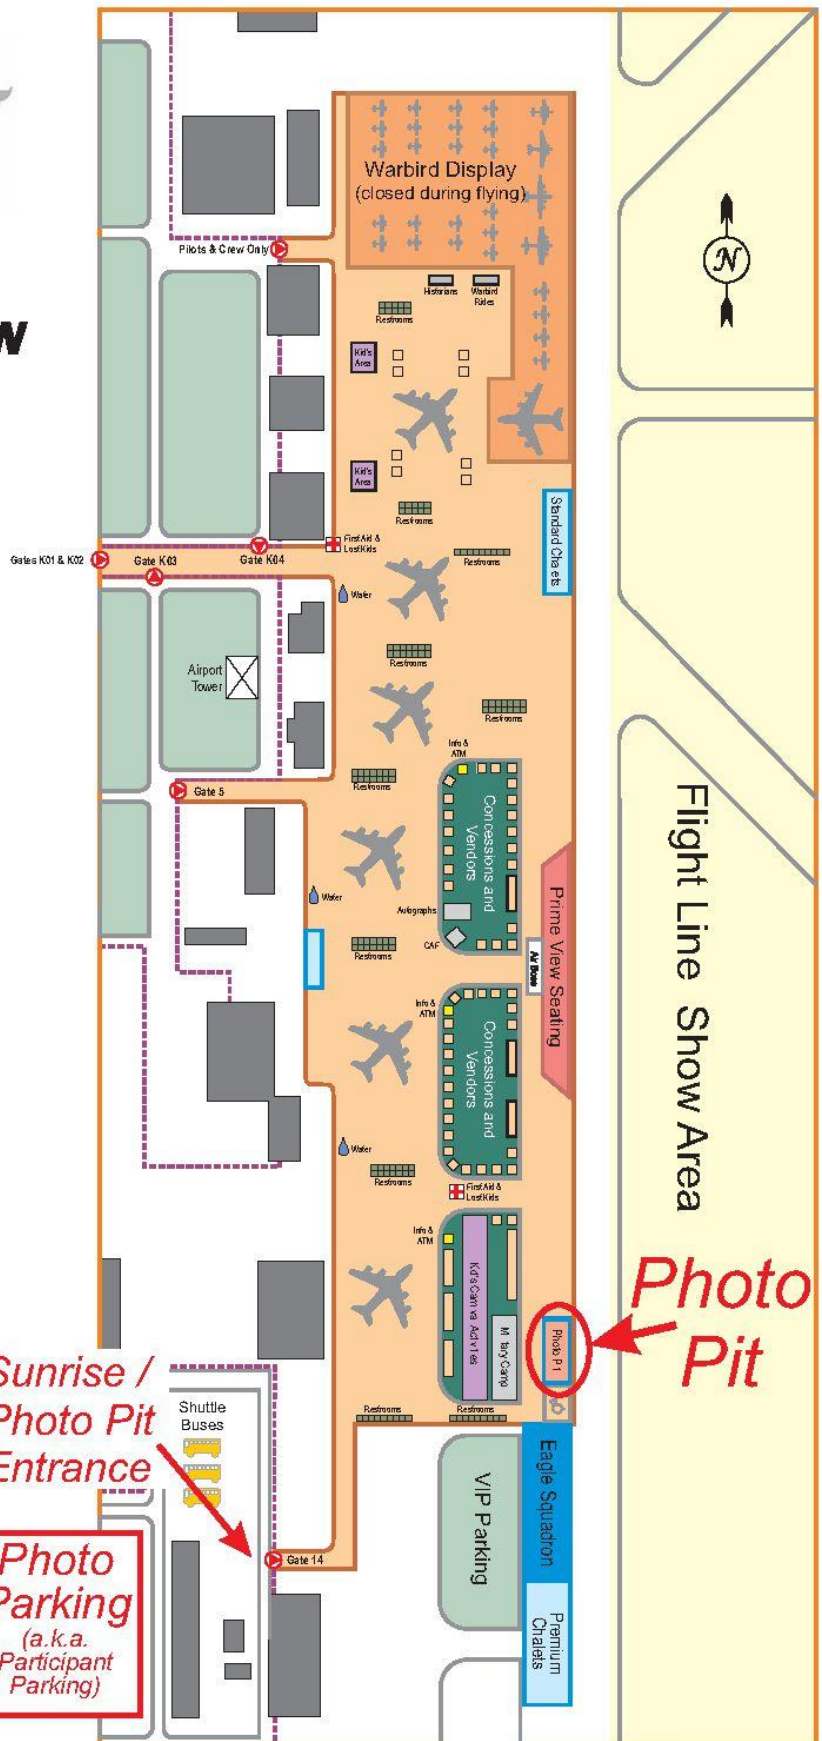 Warbird Display
(closed during flying)
N
Pilots & Crew Only
Historians
Warbird
Rides
Restrooms
Kid's
Area
Kid's
Area
Restrooms
Standard Chalets
First Aid &
Lost Kids
Gates K01 & K02
Gate K03
Gate K04
Restrooms
Water
Restrooms
Airport
Tower
Restrooms
Info &
ATM
Restrooms
Gate 5
Concessions and
Vendors
Flight Line Show Area
Water
Autographs
CAF
Restrooms
Prime View Seating
Air Boss
Info &
ATM
Concessions and
Vendors
Water
Restrooms
First Aid &
Lost Kids
Info &
ATM
Kid's Carnival Activities
Military Camp
Photo Pit
Photo
Pit
Sunrise /
Photo Pit
Entrance
Shuttle
Buses
Restrooms
Restrooms
VIP Parking
Eagle Squadron
Gate 14
Photo
Parking
(a.k.a.
Participant
Parking)
Premium
Chalets